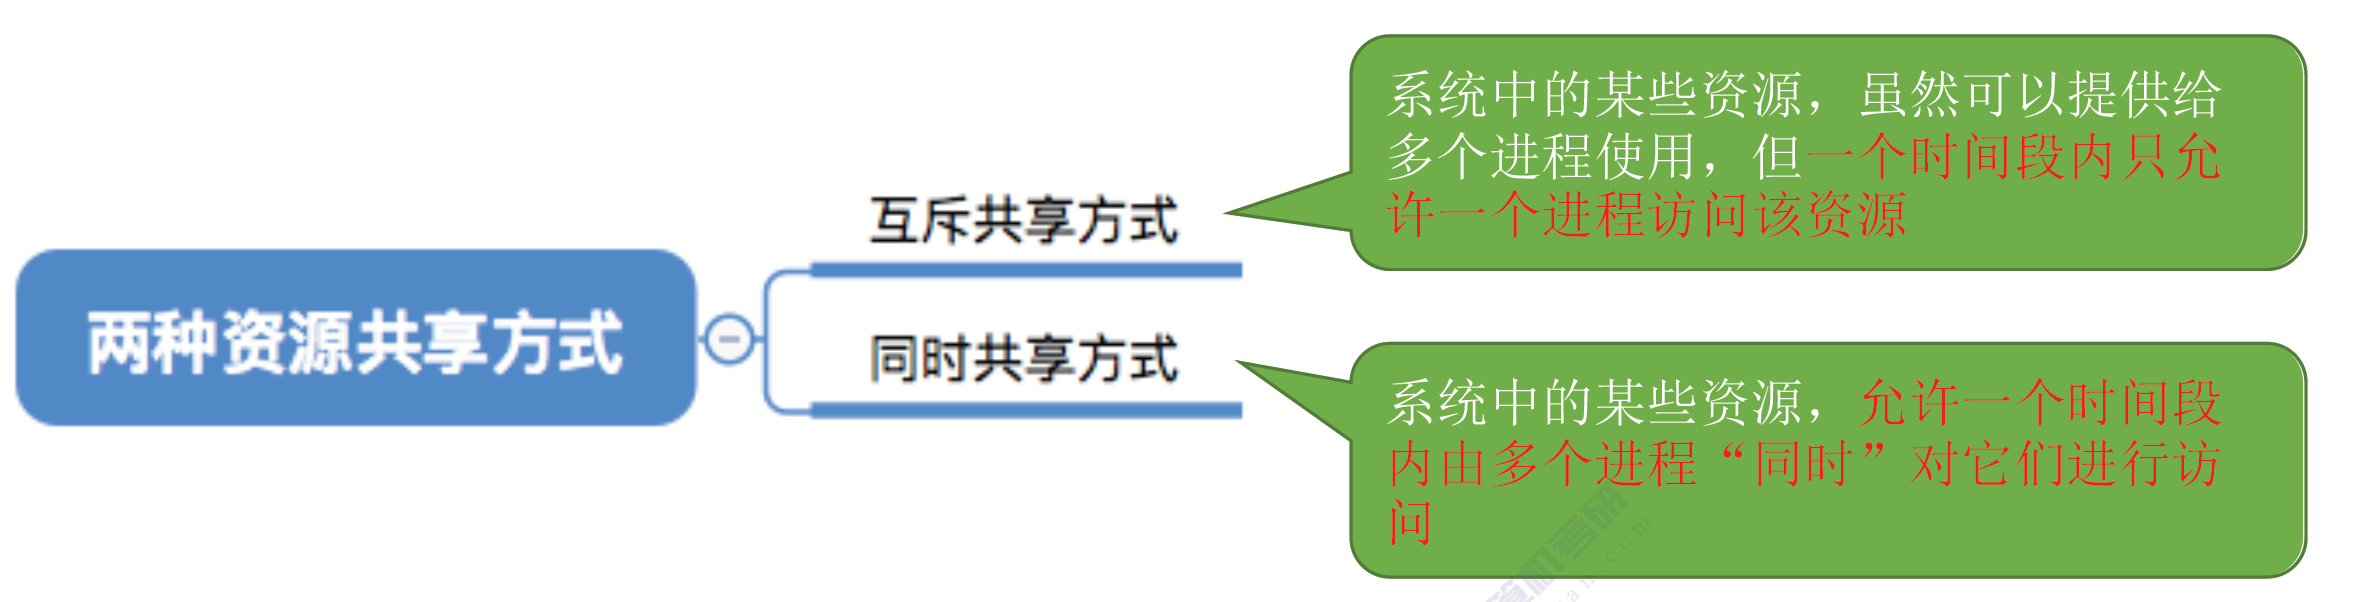 两种资源共享方式
互斥共享方式
系统中的某些资源，虽然可以提供给
多个进程使用，但一个时间段内只允
许一个进程访问该资源
同时共享方式
系统中的某些资源，允许一个时间段
内由多个进程“同时”对它们进行访
问